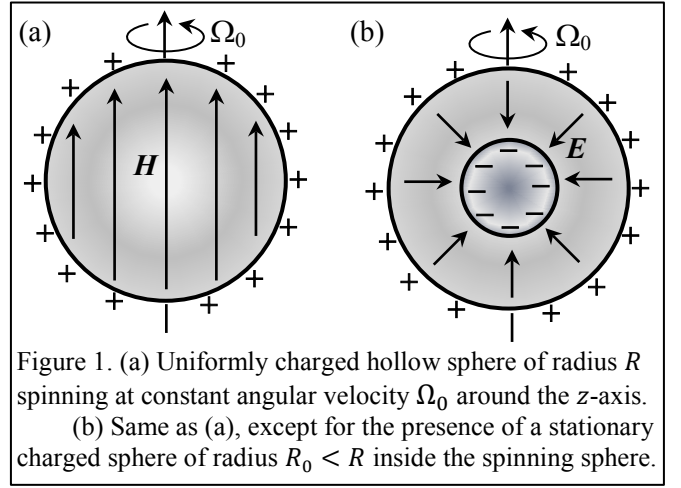 (a) Ω₀ (b) Ω₀
+ + + + + + + + + + + + + +
H
E
− − − − − − − −
Figure 1. (a) Uniformly charged hollow sphere of radius R
spinning at constant angular velocity Ω₀ around the z-axis.
(b) Same as (a), except for the presence of a stationary
charged sphere of radius R₀ < R inside the spinning sphere.